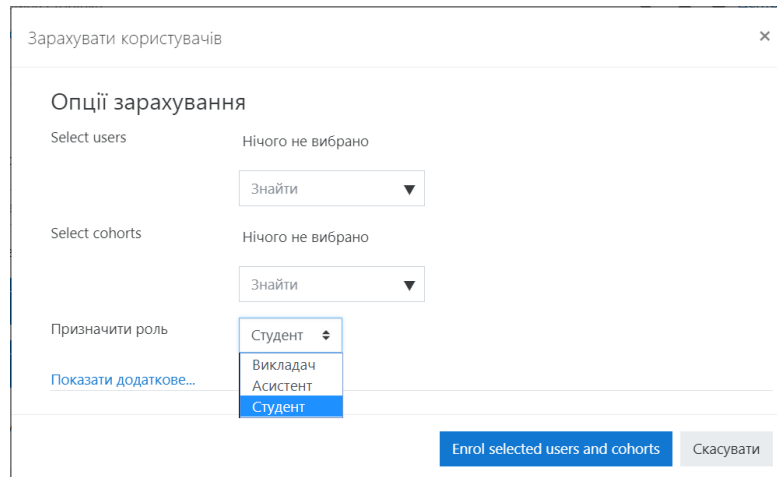 Зарахувати користувачів ×
Опції зарахування
Select users
Нічого не вибрано
Знайти ▼
Select cohorts
Нічого не вибрано
Знайти ▼
Призначити роль
Студент
Викладач
Асистент
Студент
Показати додаткове...
Enrol selected users and cohorts
Скасувати